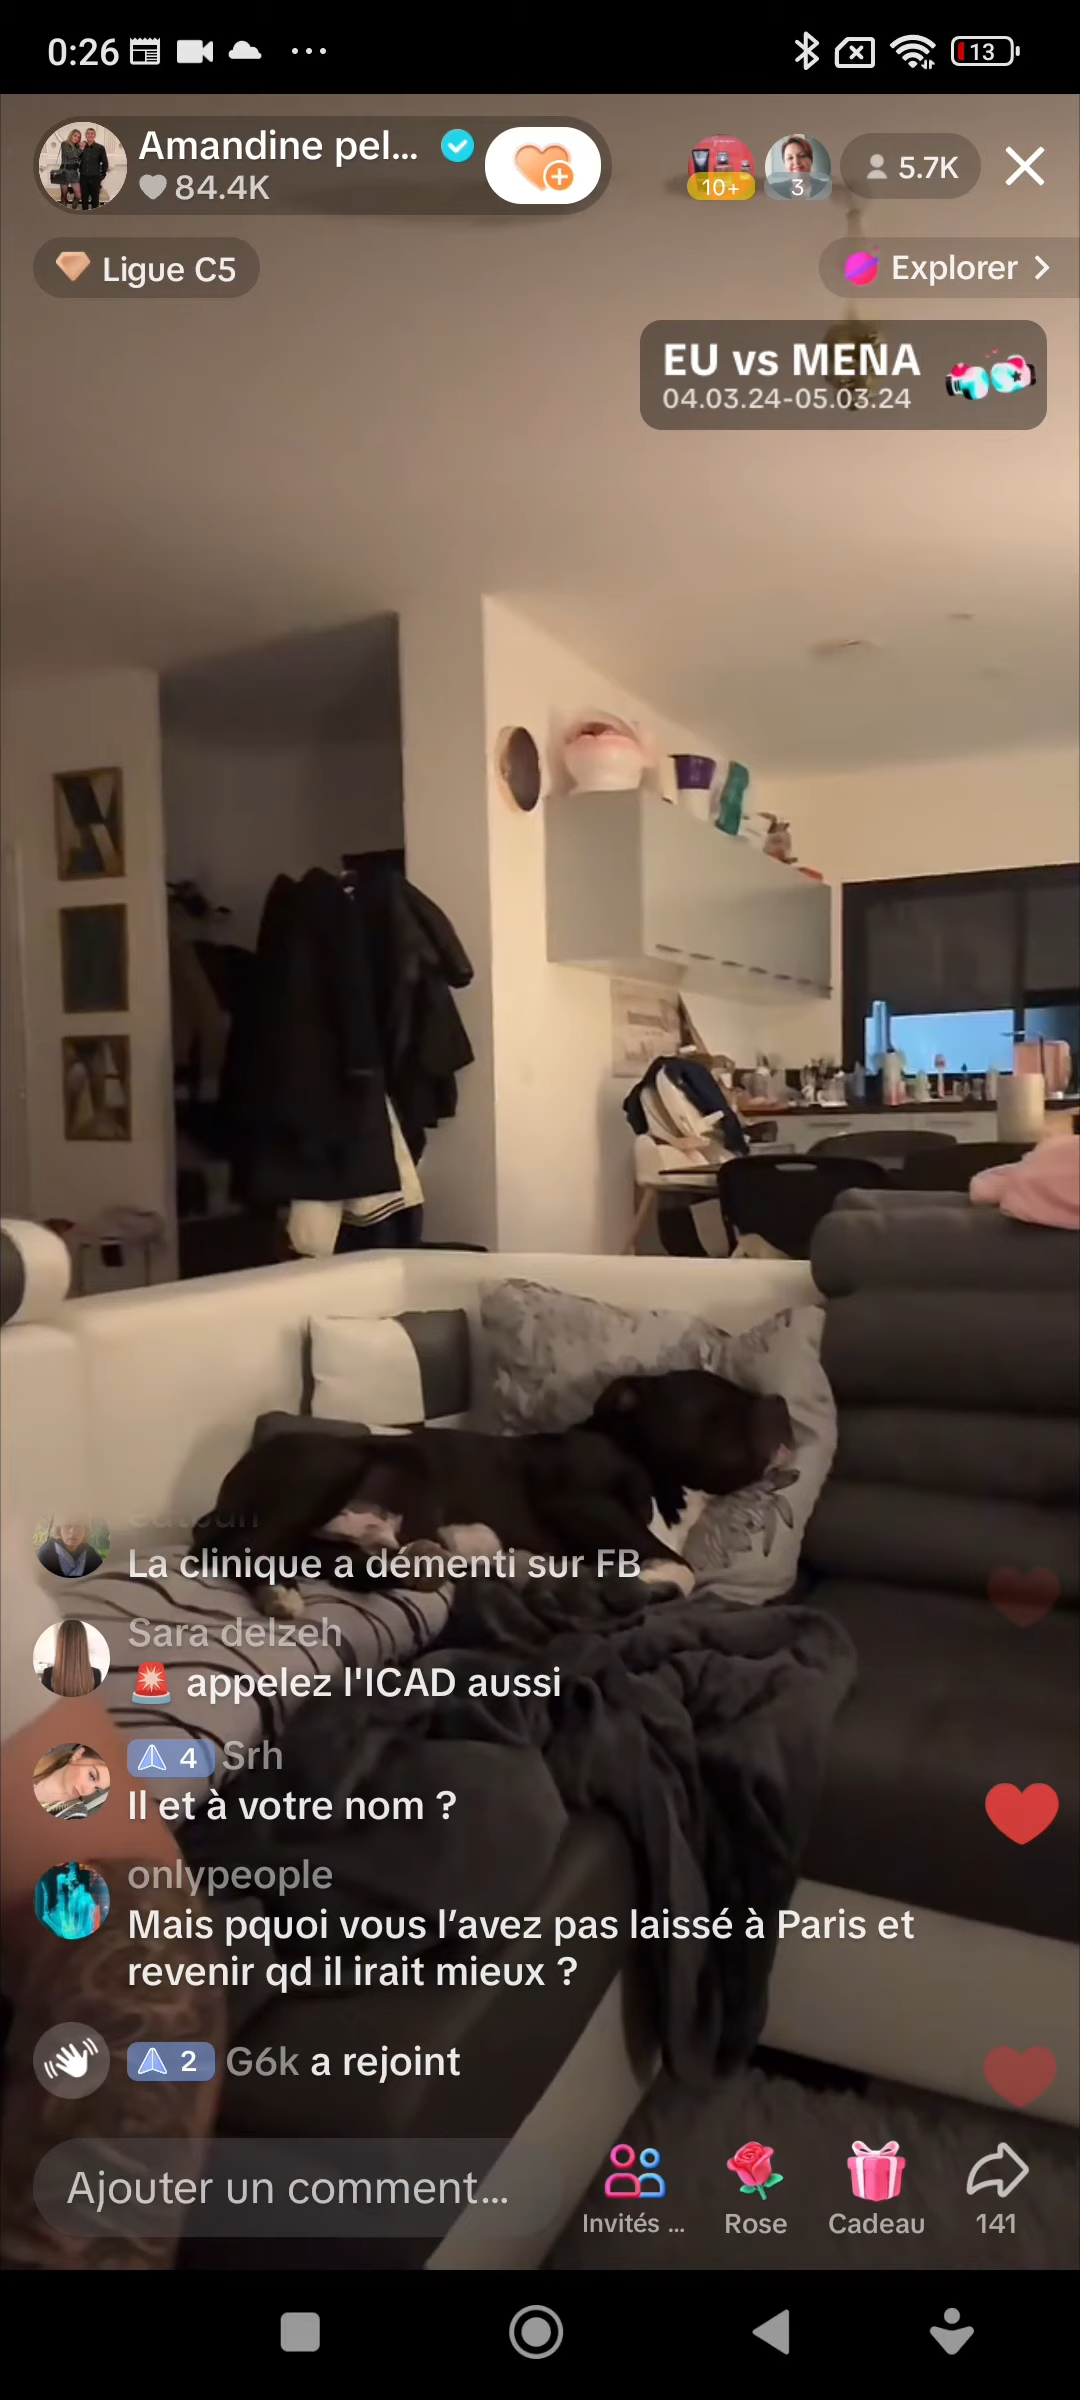 0:26
13
Amandine pel...
84.4K
10+
3
5.7K
Ligue C5
Explorer
EU vs MENA
04.03.24-05.03.24
La clinique a démenti sur FB
Sara delzeh
🚨 appelez l'ICAD aussi
4 Srh
Il et à votre nom ?
onlypeople
Mais pquoi vous l’avez pas laissé à Paris et
revenir qd il irait mieux ?
2 G6k a rejoint
Ajouter un comment...
Invités ...
Rose
Cadeau
141